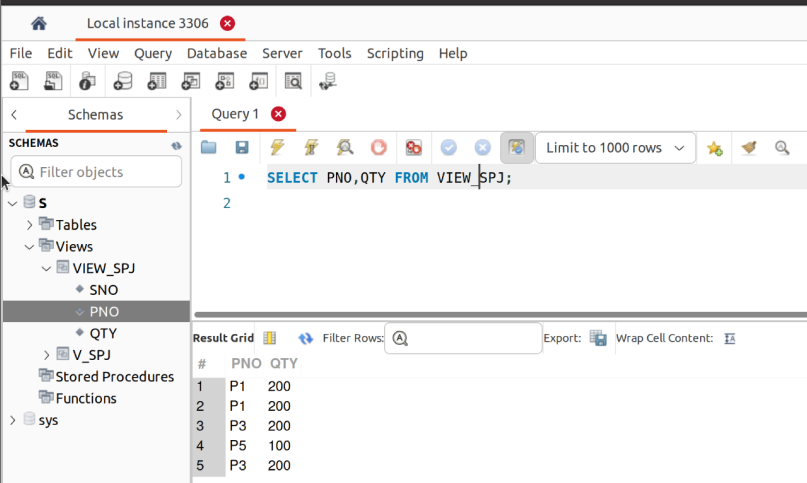 Local instance 3306
File Edit View Query Database Server Tools Scripting Help
Schemas
Query 1
SCHEMAS
Filter objects
Limit to 1000 rows
1 SELECT PNO,QTY FROM VIEW_SPJ;
2
S
Tables
Views
VIEW_SPJ
SNO
PNO
QTY
V_SPJ
Stored Procedures
Functions
sys
Result Grid Filter Rows: Export: Wrap Cell Content:
# PNO QTY
1 P1 200
2 P1 200
3 P3 200
4 P5 100
5 P3 200